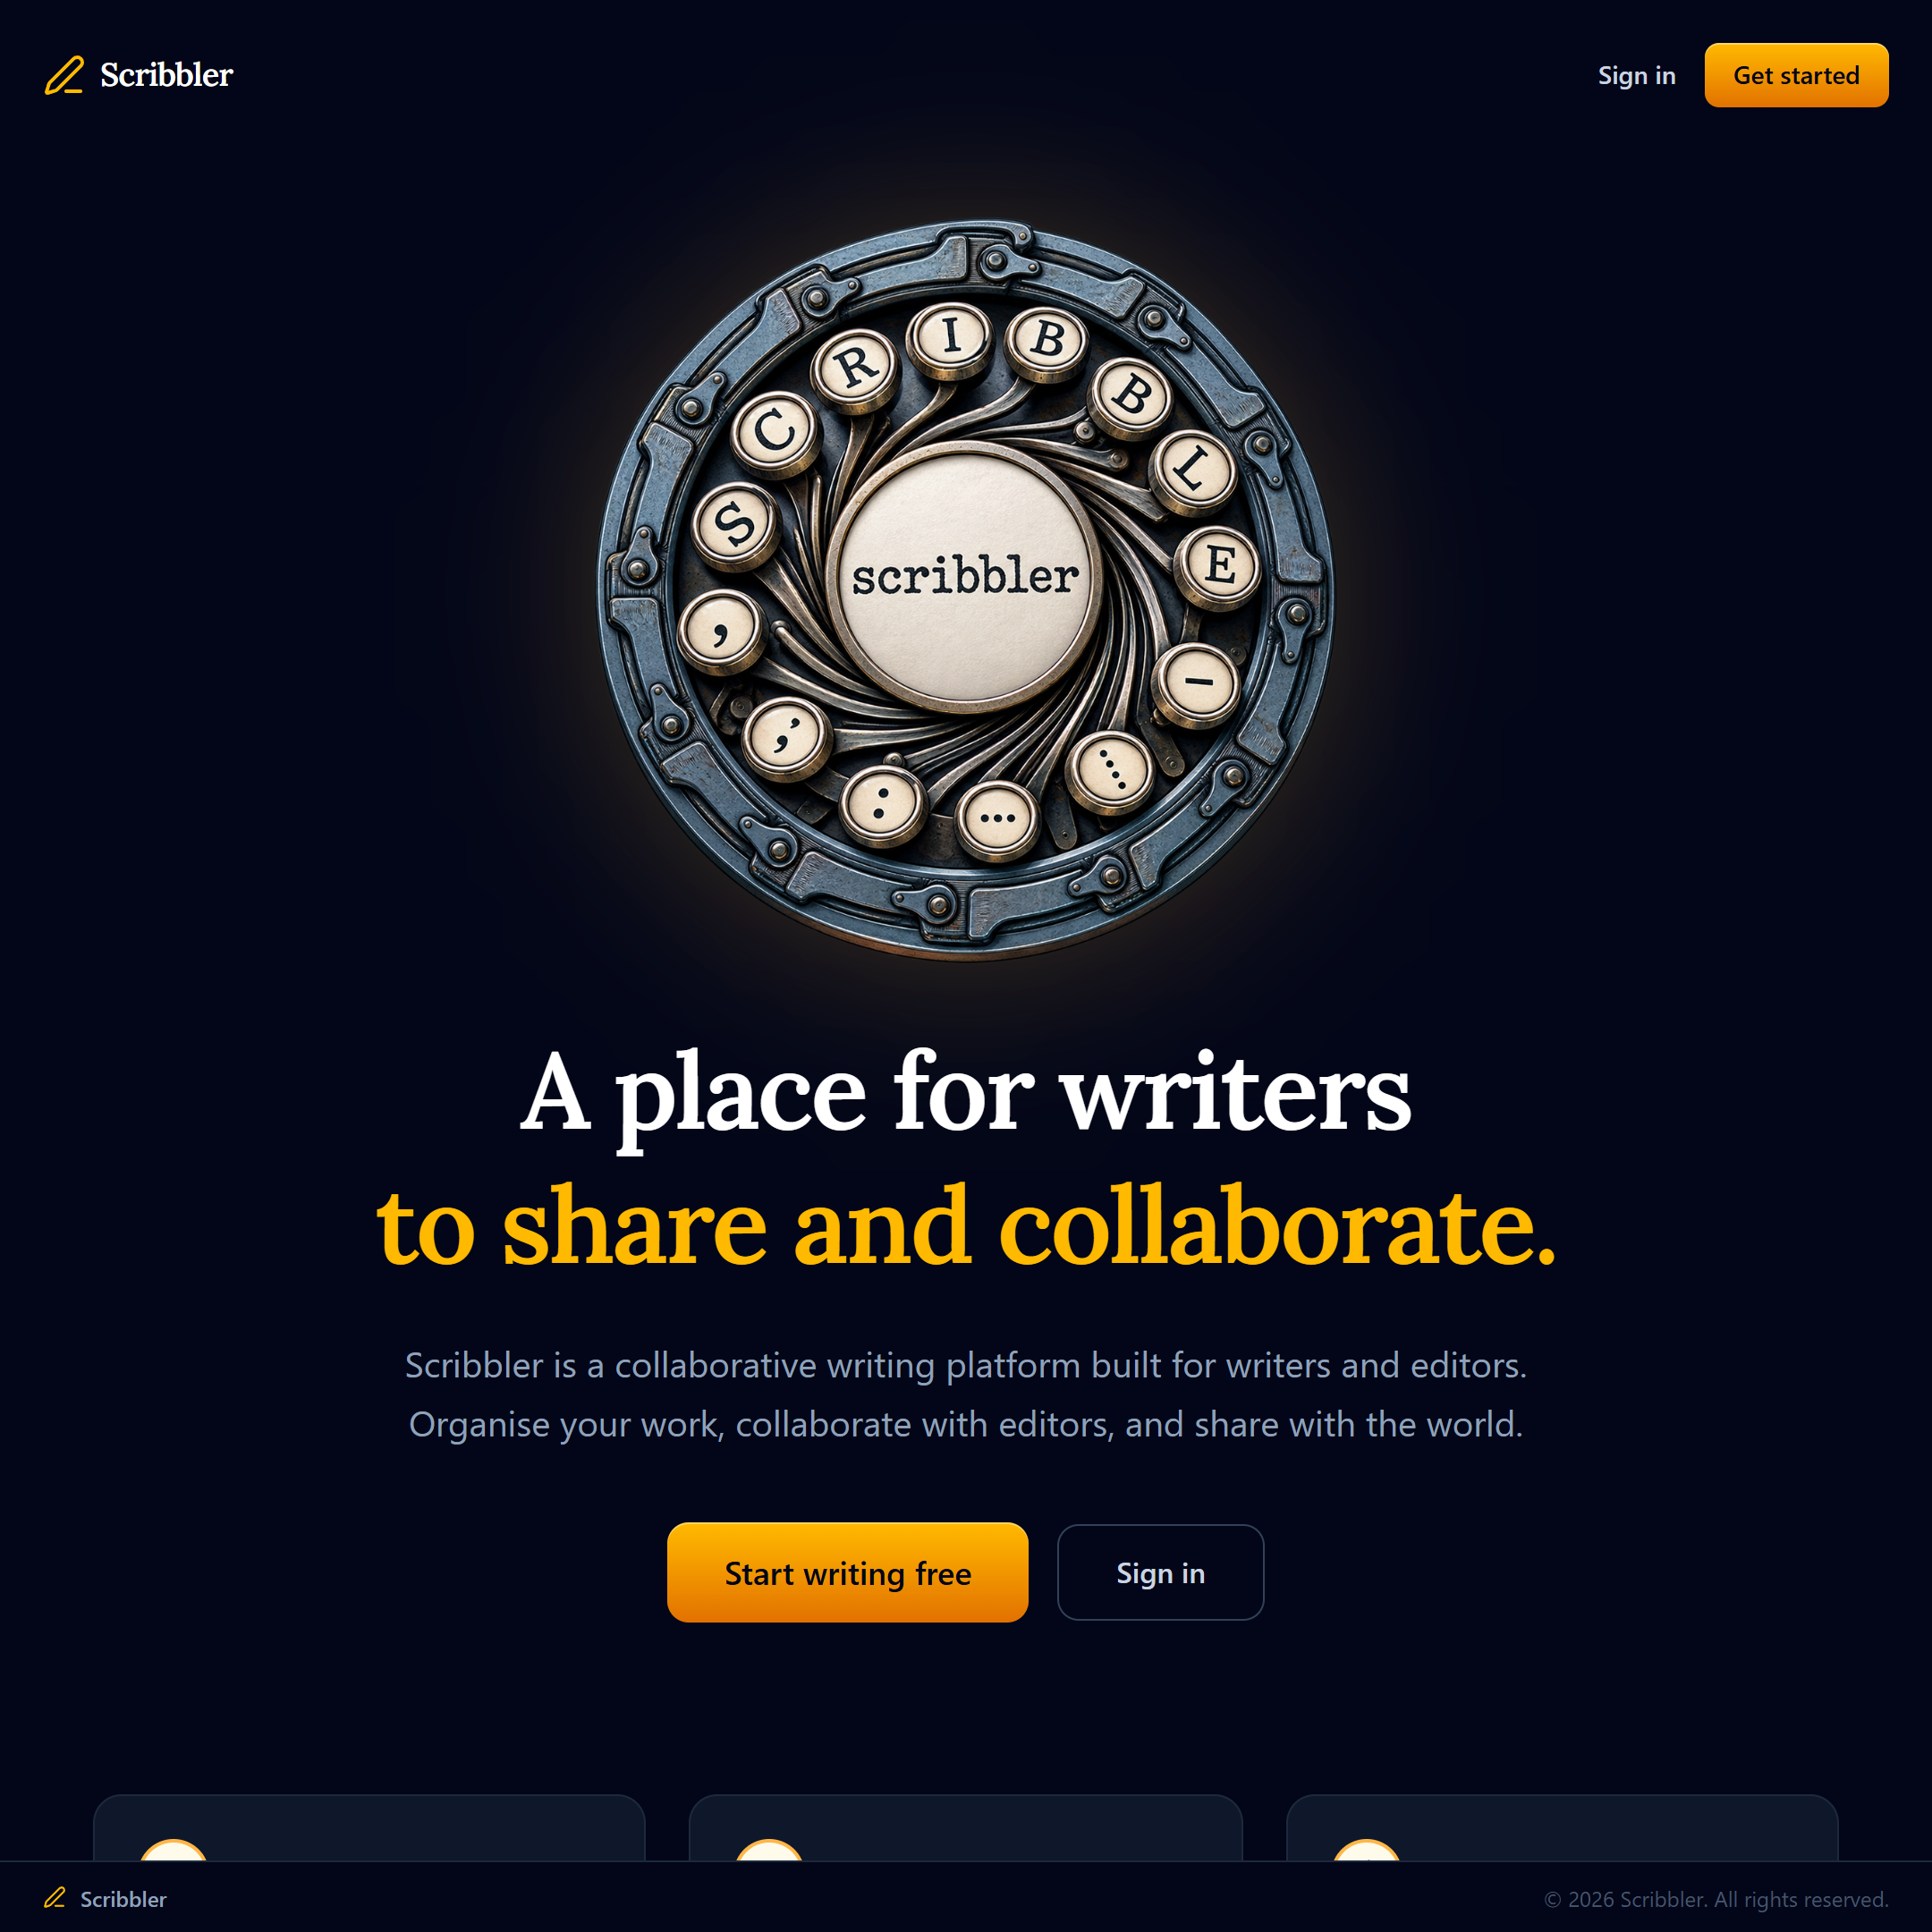 Scribbler
Sign in
Get started
S C R I B B L E
scribbler
A place for writers
to share and collaborate.
Scribbler is a collaborative writing platform built for writers and editors.
Organise your work, collaborate with editors, and share with the world.
Start writing free
Sign in
Scribbler
© 2026 Scribbler. All rights reserved.